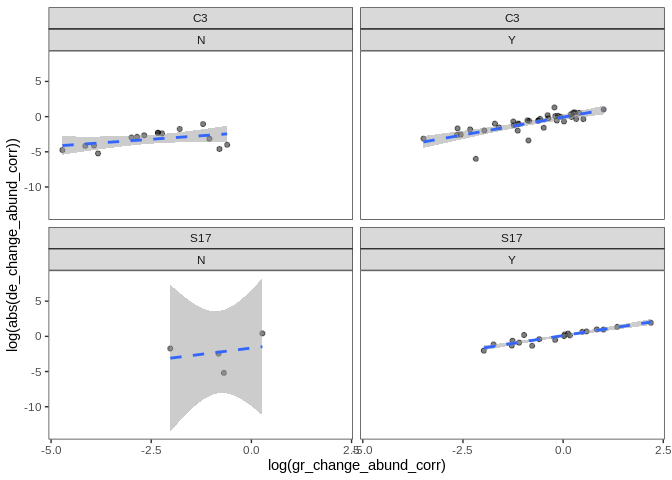 C3
C3
N
Y
5
0
-5
-10
S17
S17
N
Y
5
0
-5
-10
-5.0
-2.5
0.0
2.5
-5.0
-2.5
0.0
2.5
log(gr_change_abund_corr)
log(abs(de_change_abund_corr))